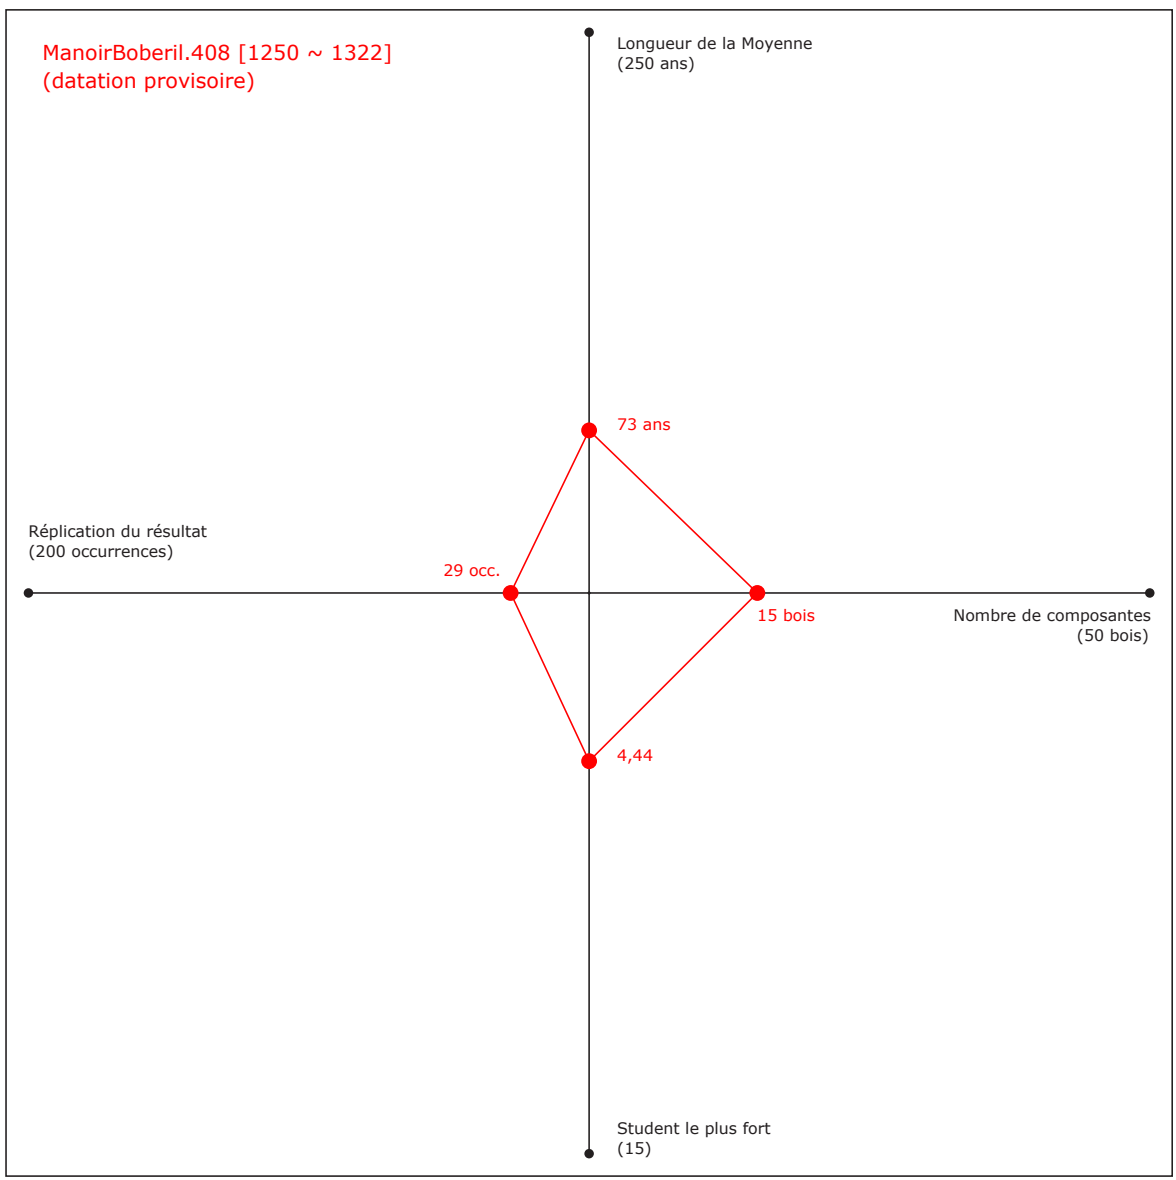 ManoirBoberil.408 [1250 ~ 1322]
(datation provisoire)
Longueur de la Moyenne
(250 ans)
73 ans
Réplication du résultat
(200 occurrences)
29 occ.
15 bois
Nombre de composantes
(50 bois)
4,44
Student le plus fort
(15)